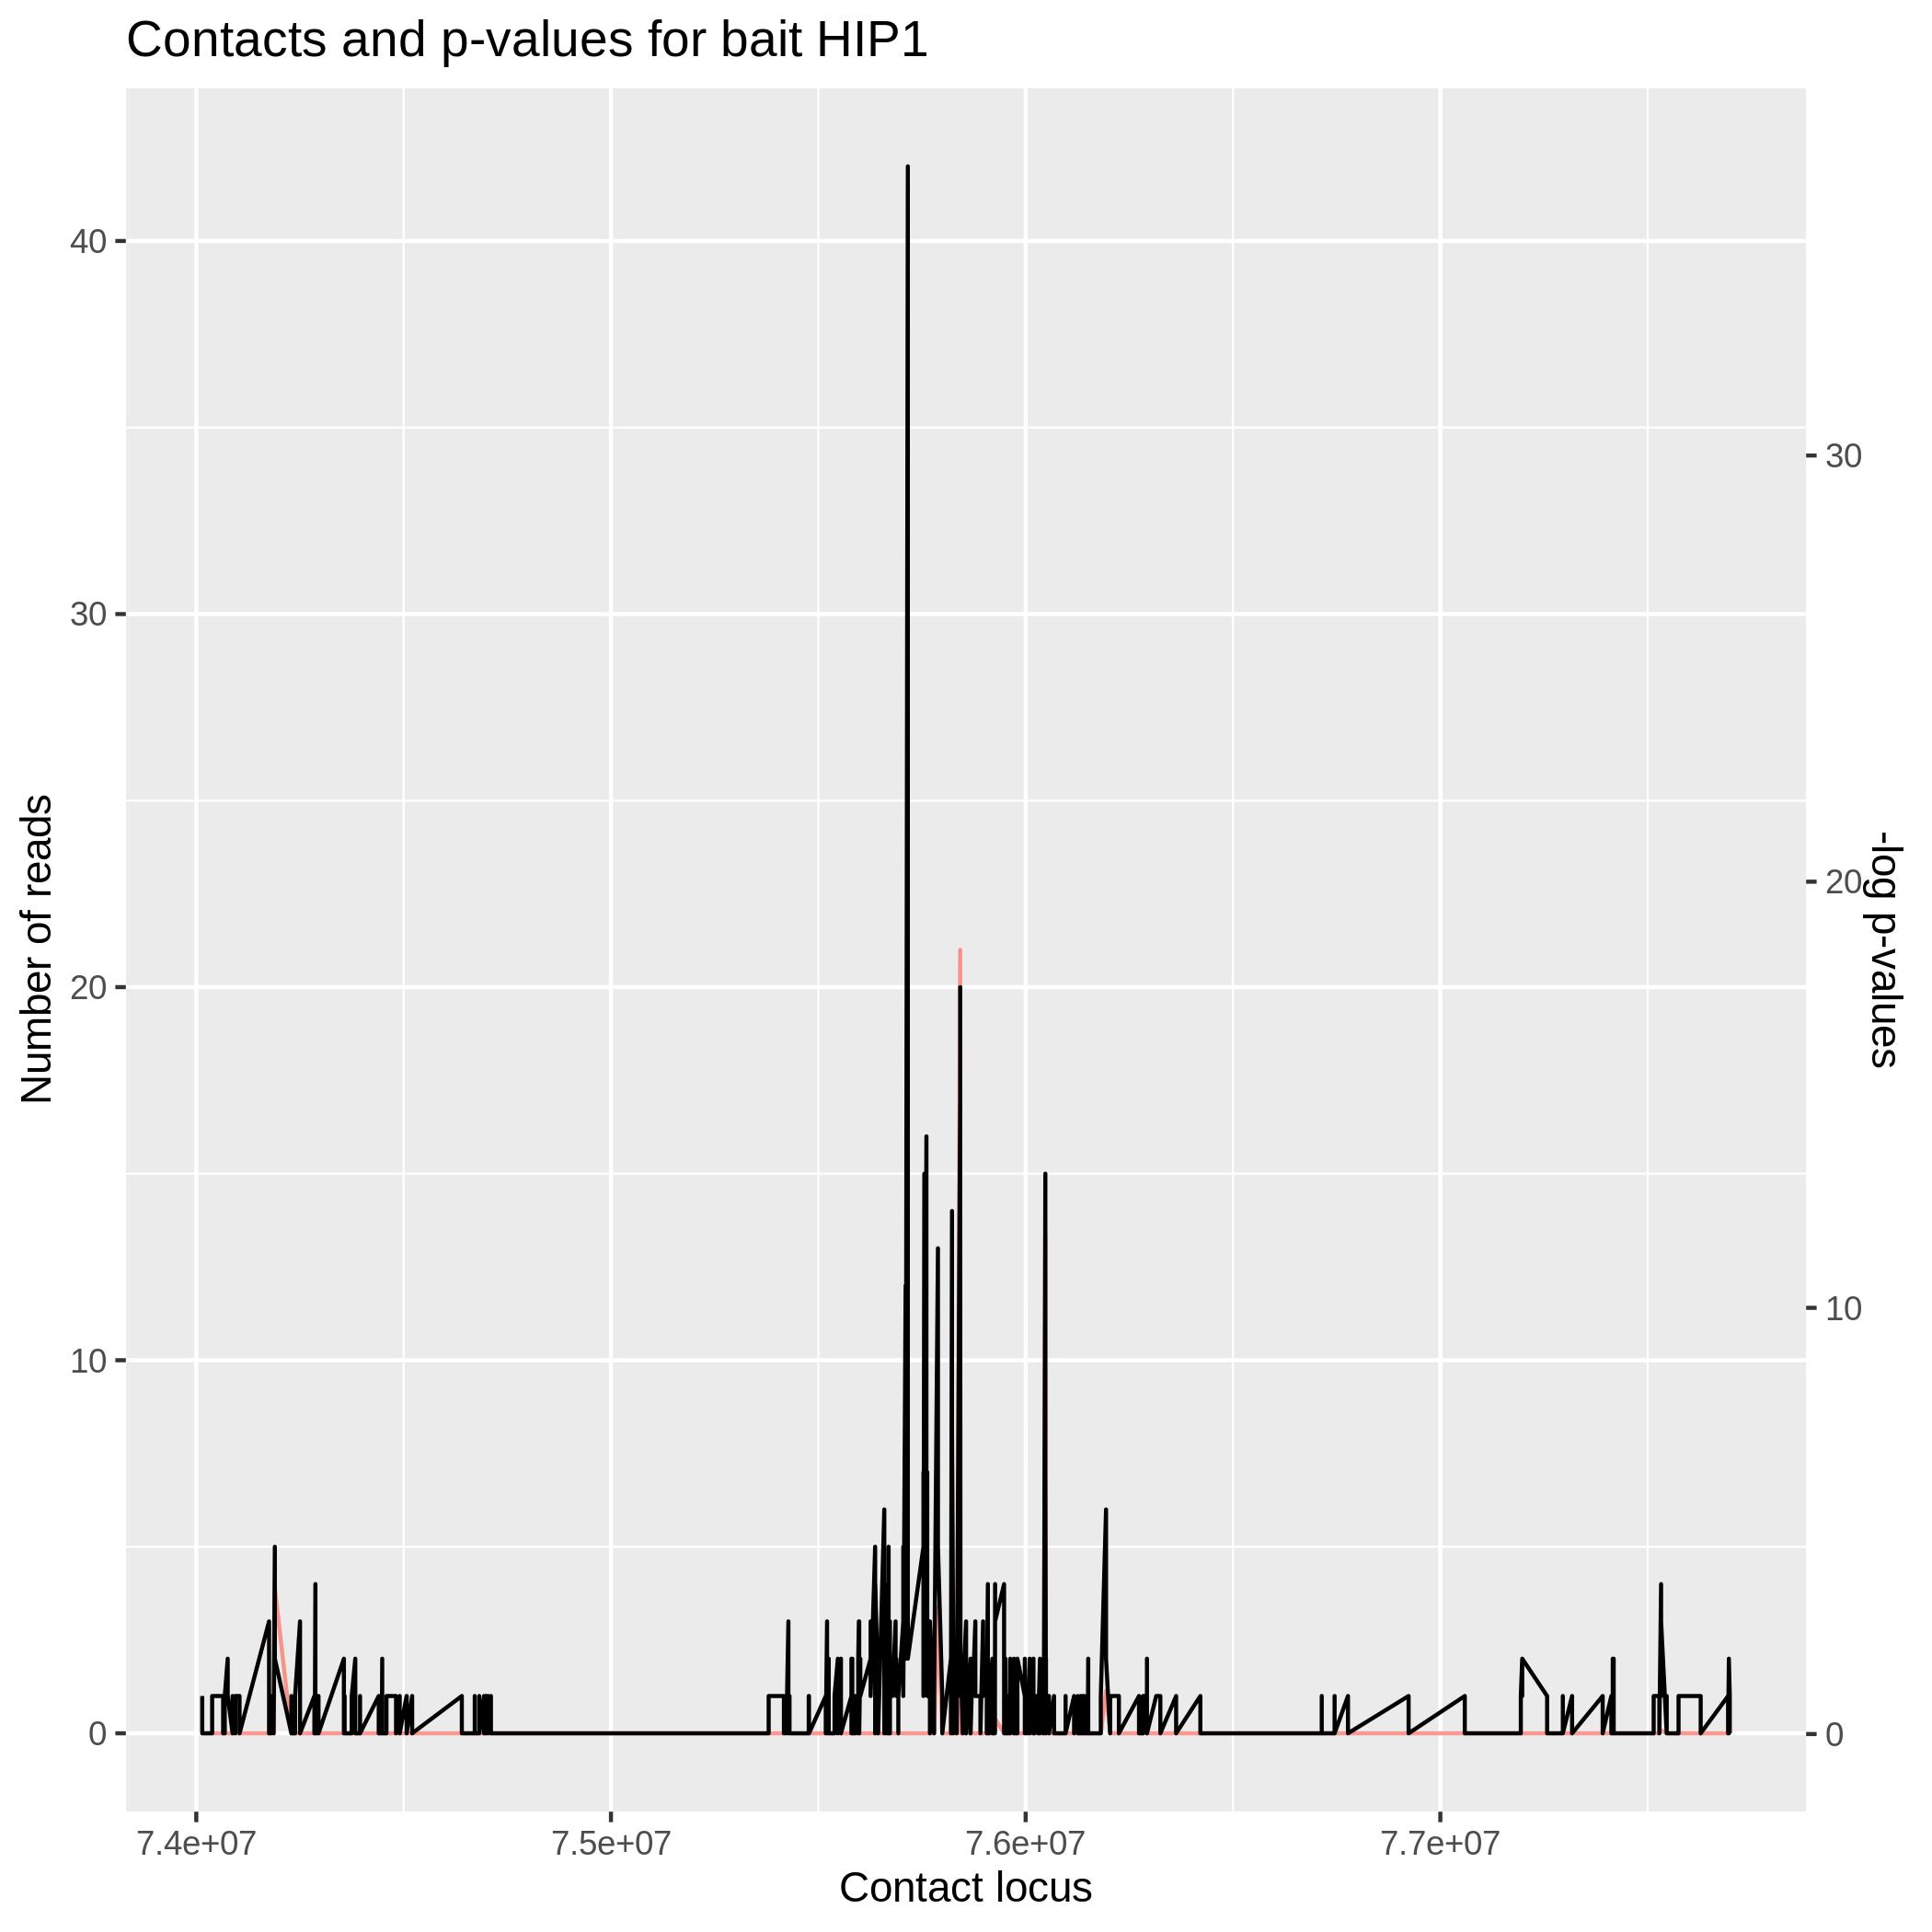 Contacts and p-values for bait HIP1
Number of reads
40
30
20
10
0
30
20
10
0
-log p-values
7.4e+07 7.5e+07 7.6e+07 7.7e+07
Contact locus